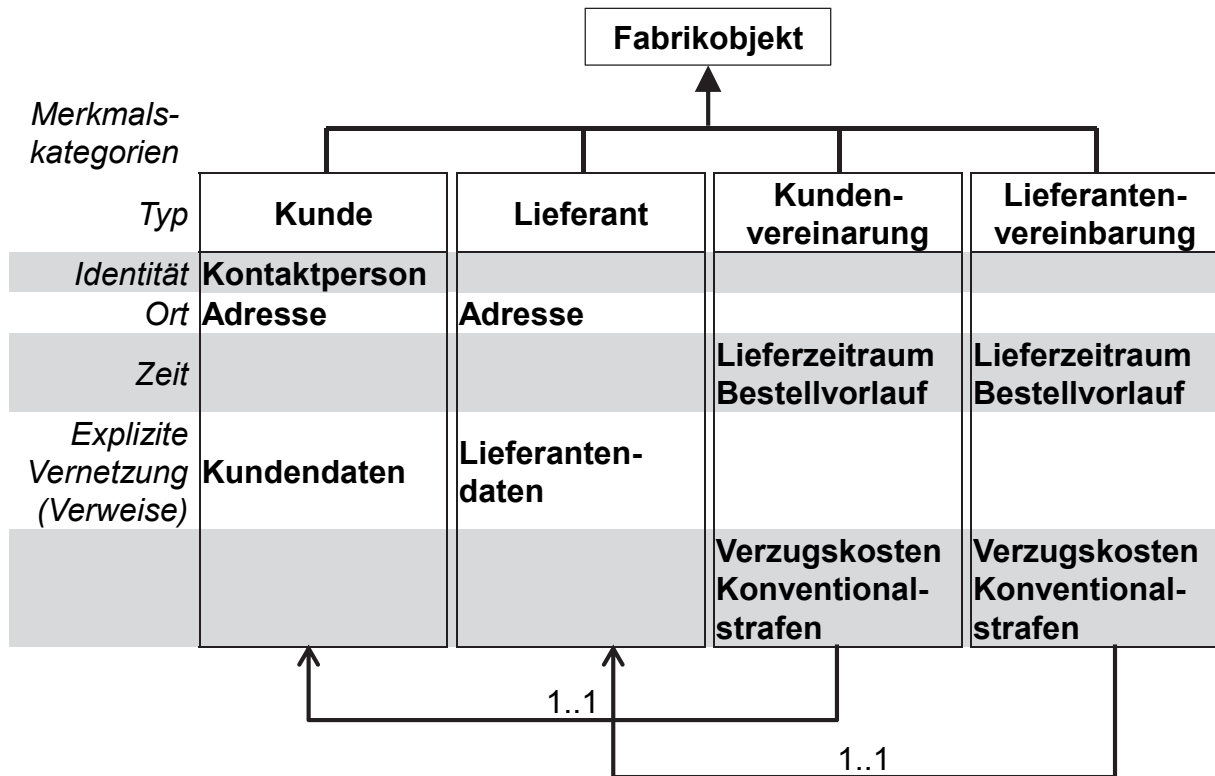 Fabrikobjekt
Merkmals-
kategorien
Typ
Kunde
Lieferant
Kunden-
vereinarung
Lieferanten-
vereinbarung
Identität
Kontaktperson
Ort
Adresse
Adresse
Zeit
Lieferzeitraum
Bestellvorlauf
Lieferzeitraum
Bestellvorlauf
Explizite
Vernetzung
(Verweise)
Kundendaten
Lieferanten-
daten
Verzugskosten
Konventional-
strafen
Verzugskosten
Konventional-
strafen
1..1
1..1